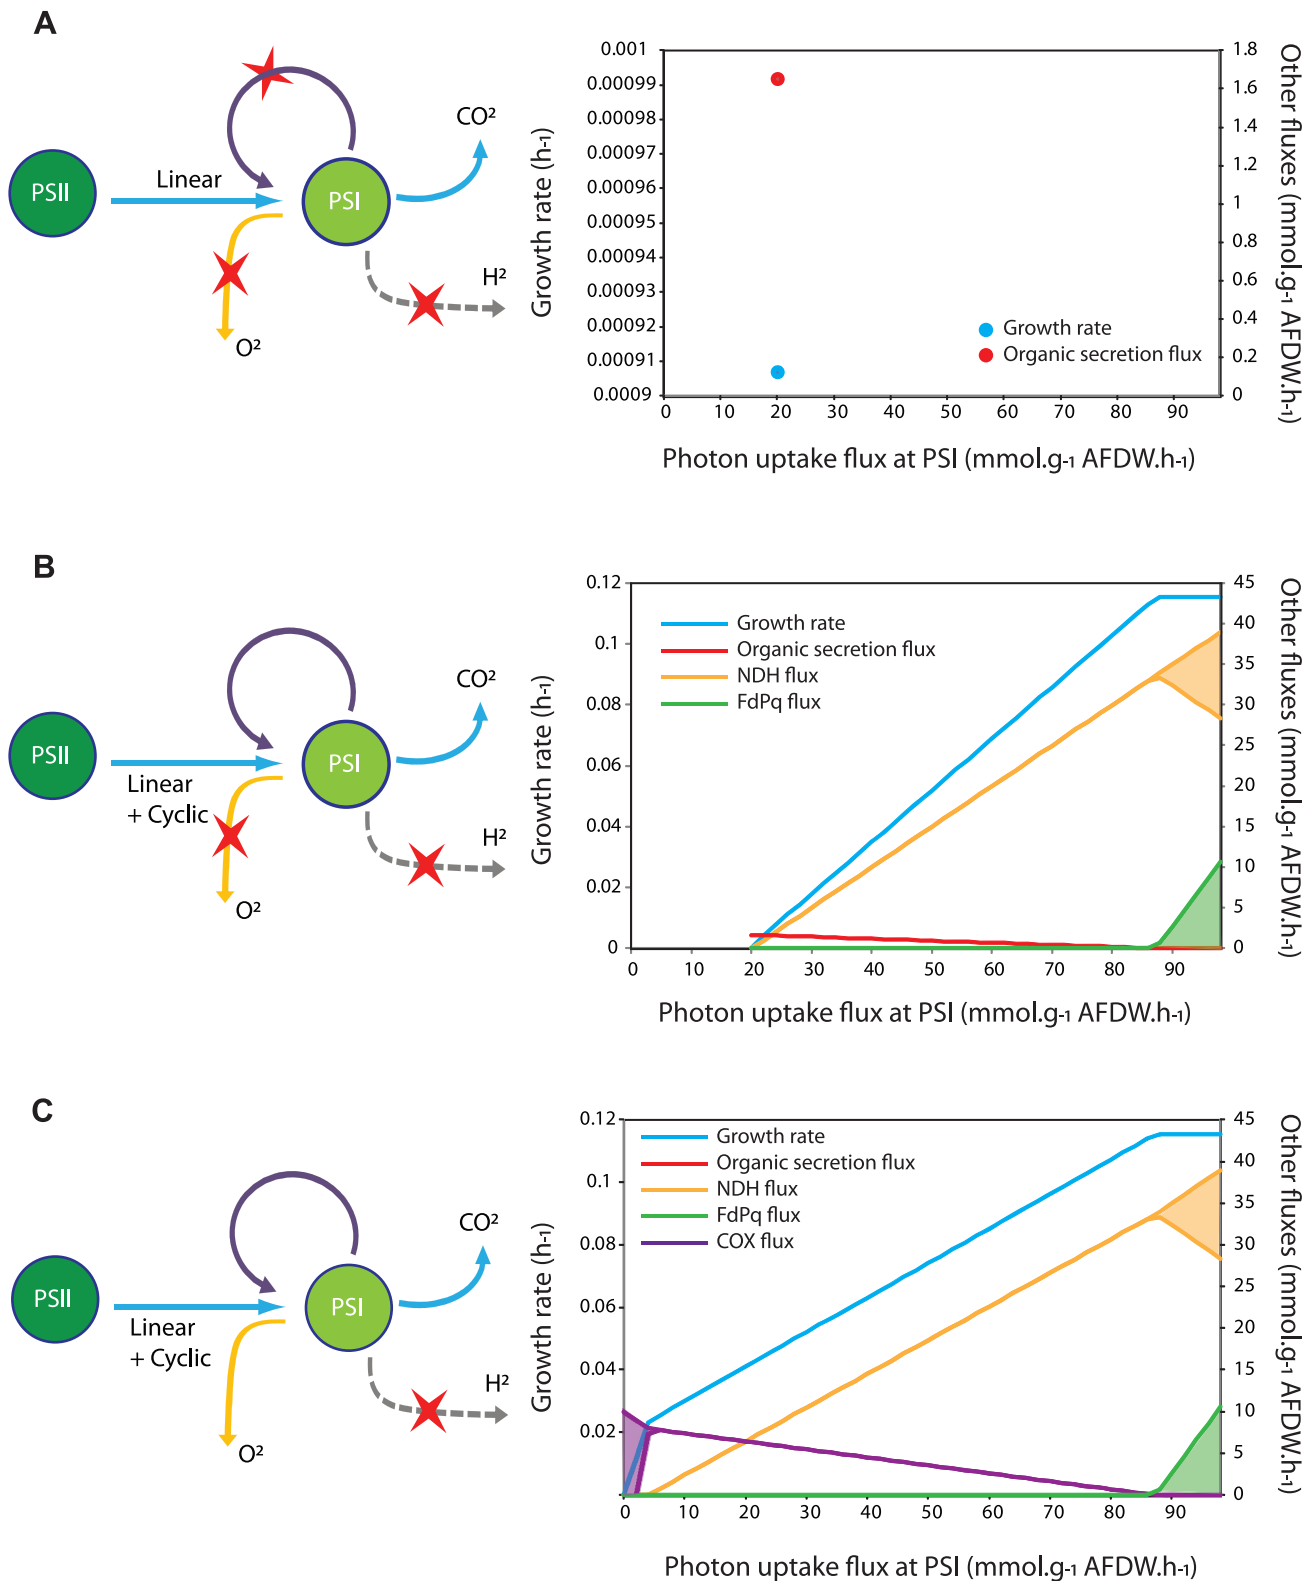 A
PSII
Linear
PSI
CO²
H²
O²
Growth rate (h-1)
0.001
0.00099
0.00098
0.00097
0.00096
0.00095
0.00094
0.00093
0.00092
0.00091
0.0009
1.8
1.6
1.4
1.2
1
0.8
0.6
0.4
0.2
0
Other fluxes (mmol.g-1 AFDW.h-1)
Growth rate
Organic secretion flux
0 10 20 30 40 50 60 70 80 90
Photon uptake flux at PSI (mmol.g-1 AFDW.h-1)
B
PSII
Linear
+ Cyclic
PSI
CO²
H²
O²
Growth rate (h-1)
0.12
0.1
0.08
0.06
0.04
0.02
0
45
40
35
30
25
20
15
10
5
0
Other fluxes (mmol.g-1 AFDW.h-1)
Growth rate
Organic secretion flux
NDH flux
FdPq flux
0 10 20 30 40 50 60 70 80 90
Photon uptake flux at PSI (mmol.g-1 AFDW.h-1)
C
PSII
Linear
+ Cyclic
PSI
CO²
H²
O²
Growth rate (h-1)
0.12
0.1
0.08
0.06
0.04
0.02
0
45
40
35
30
25
20
15
10
5
0
Other fluxes (mmol.g-1 AFDW.h-1)
Growth rate
Organic secretion flux
NDH flux
FdPq flux
COX flux
0 10 20 30 40 50 60 70 80 90
Photon uptake flux at PSI (mmol.g-1 AFDW.h-1)